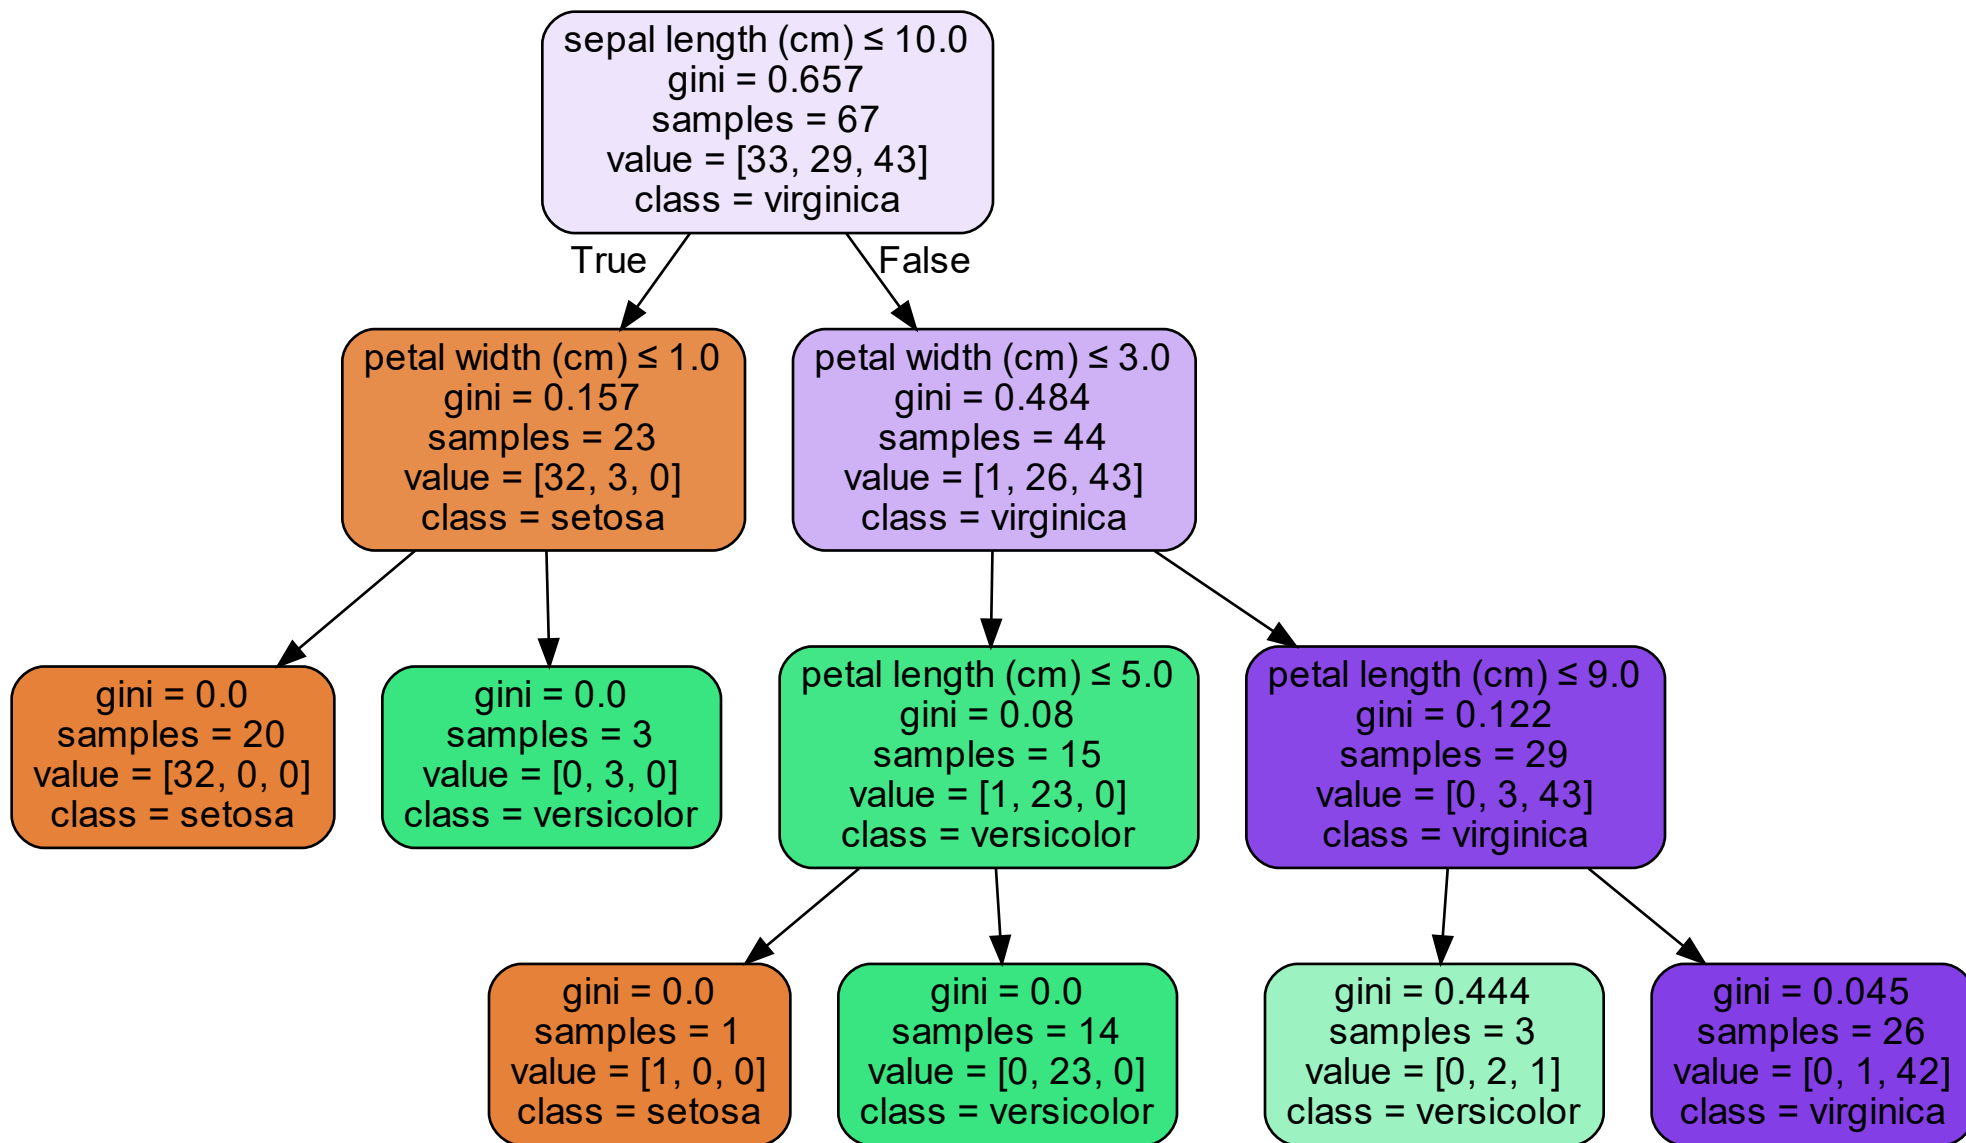 sepal length (cm) ≤ 10.0
gini = 0.657
samples = 67
value = [33, 29, 43]
class = virginica
True
False
petal width (cm) ≤ 1.0
gini = 0.157
samples = 23
value = [32, 3, 0]
class = setosa
petal width (cm) ≤ 3.0
gini = 0.484
samples = 44
value = [1, 26, 43]
class = virginica
gini = 0.0
samples = 20
value = [32, 0, 0]
class = setosa
gini = 0.0
samples = 3
value = [0, 3, 0]
class = versicolor
petal length (cm) ≤ 5.0
gini = 0.08
samples = 15
value = [1, 23, 0]
class = versicolor
petal length (cm) ≤ 9.0
gini = 0.122
samples = 29
value = [0, 3, 43]
class = virginica
gini = 0.0
samples = 1
value = [1, 0, 0]
class = setosa
gini = 0.0
samples = 14
value = [0, 23, 0]
class = versicolor
gini = 0.444
samples = 3
value = [0, 2, 1]
class = versicolor
gini = 0.045
samples = 26
value = [0, 1, 42]
class = virginica